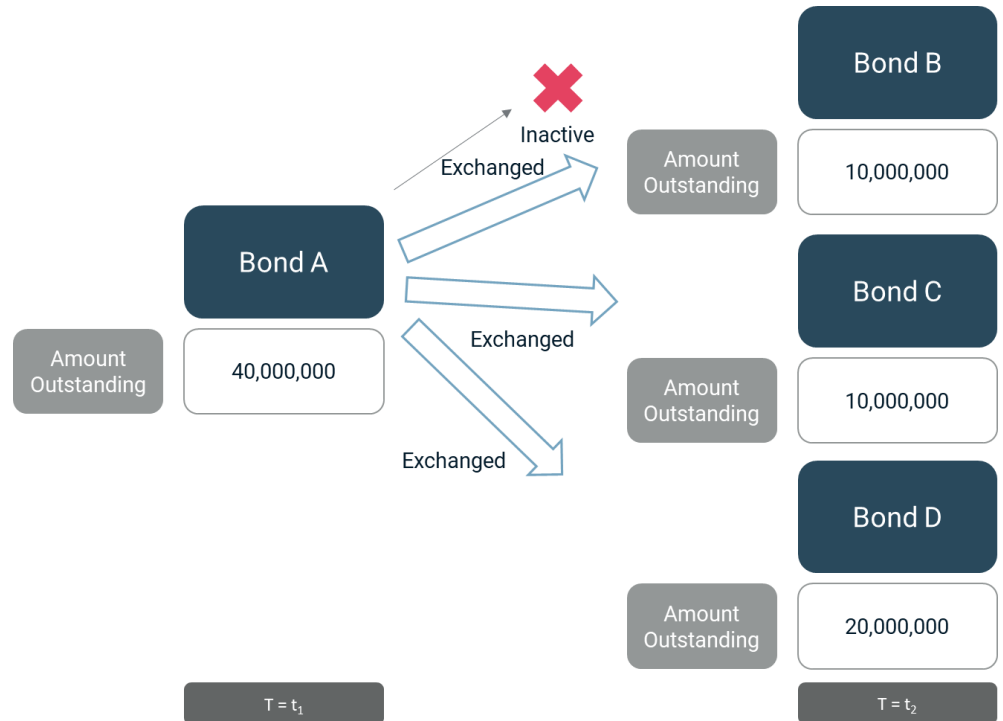 Bond B
Inactive
Exchanged
Amount
Outstanding
10,000,000
Bond A
Bond C
Exchanged
Amount
Outstanding
40,000,000
Amount
Outstanding
10,000,000
Exchanged
Bond D
Amount
Outstanding
20,000,000
T = t₁
T = t₂